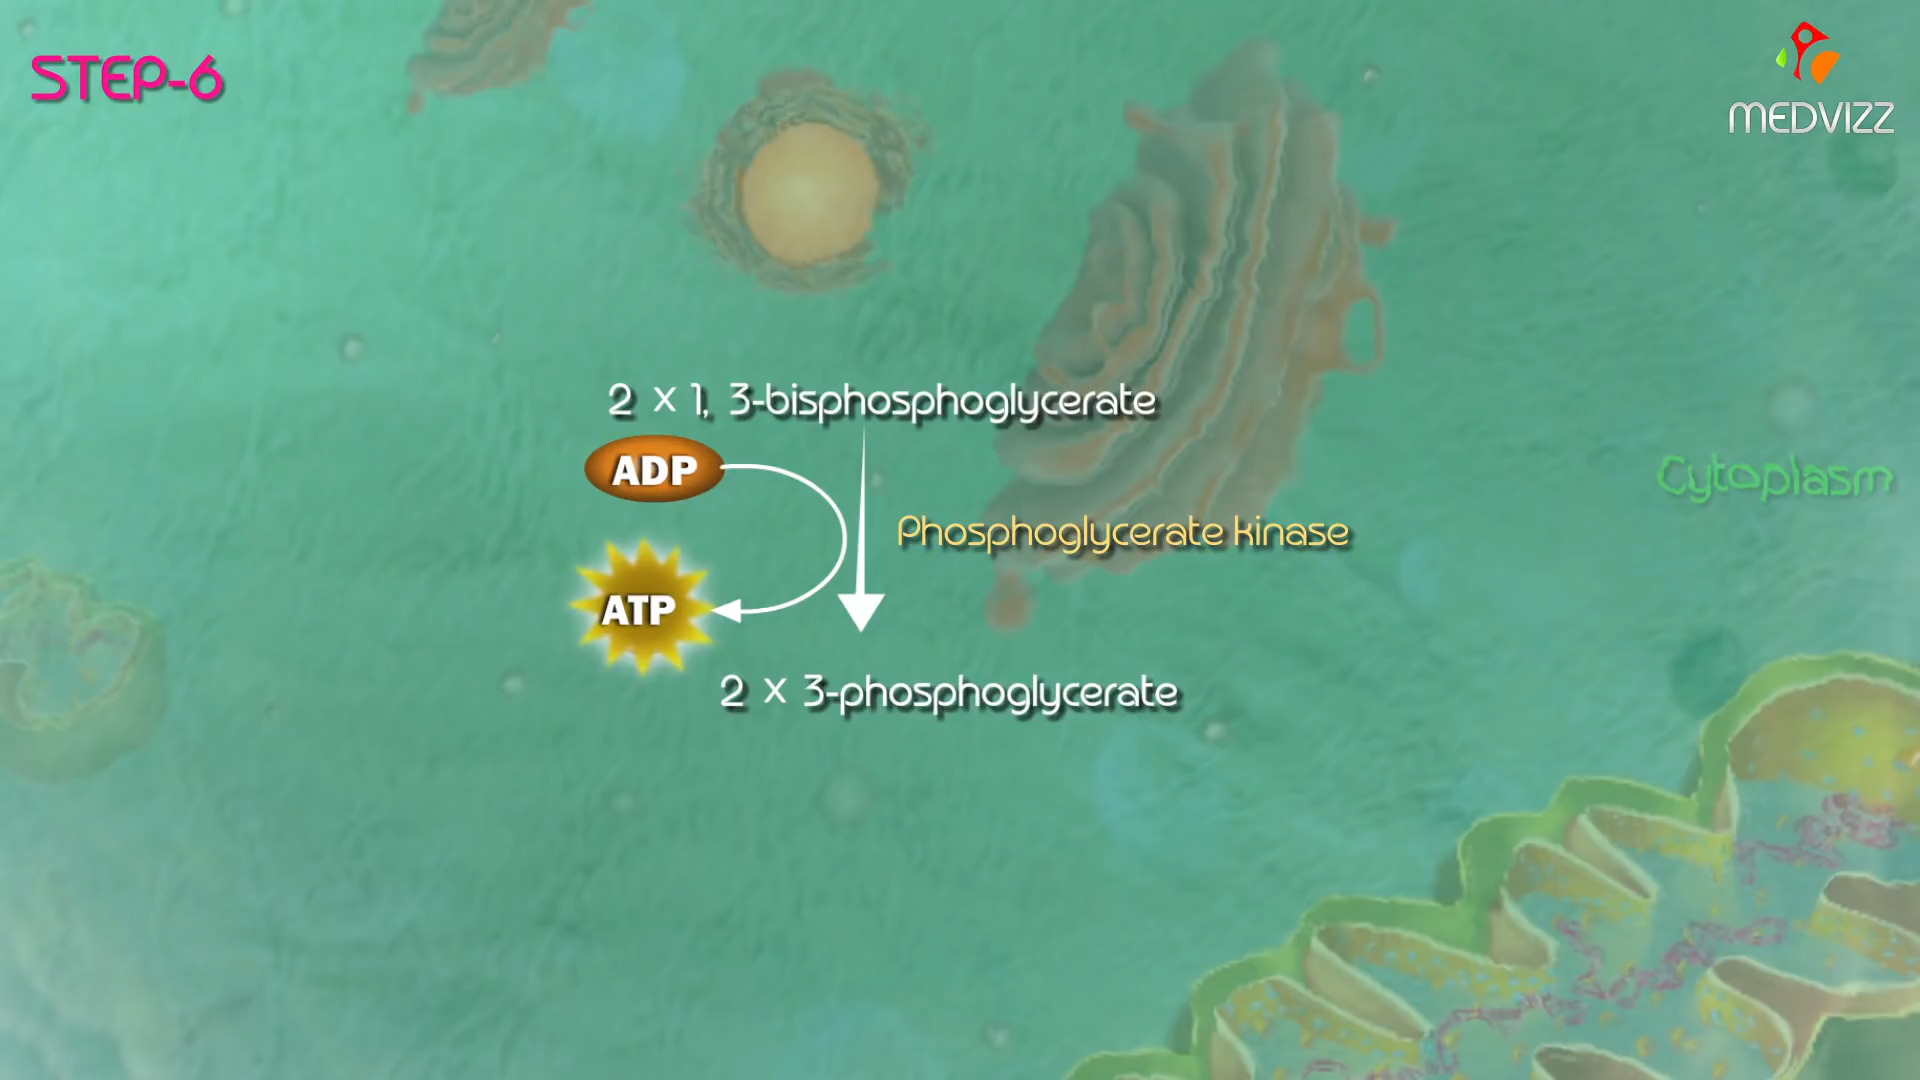 STEP-6
MEDVIZZ
2 x 1, 3-bisphosphoglycerate
ADP
Cytoplasm
Phosphoglycerate kinase
ATP
2 x 3-phosphoglycerate